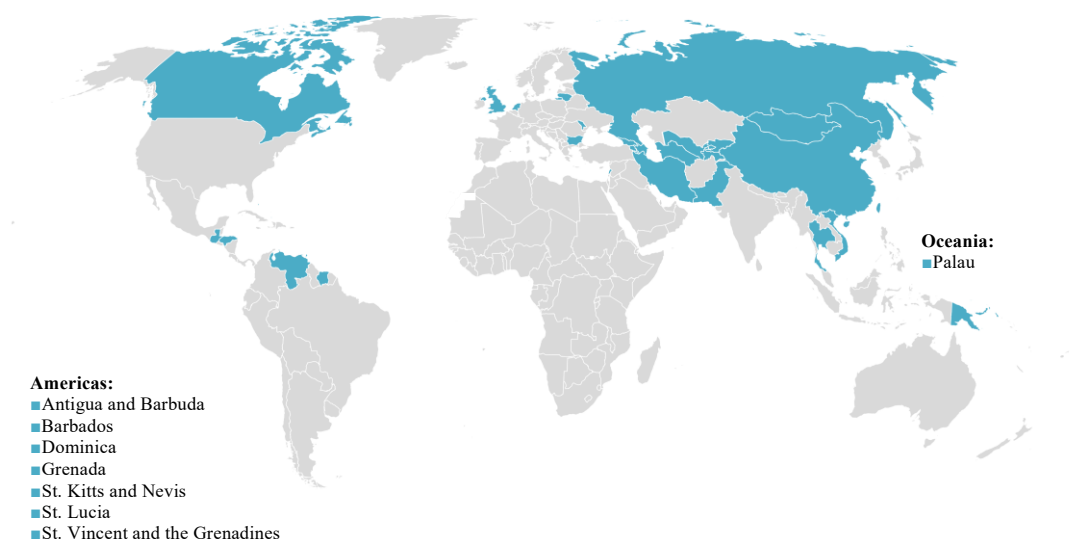 Oceania:
Palau
Americas:
Antigua and Barbuda
Barbados
Dominica
Grenada
St. Kitts and Nevis
St. Lucia
St. Vincent and the Grenadines